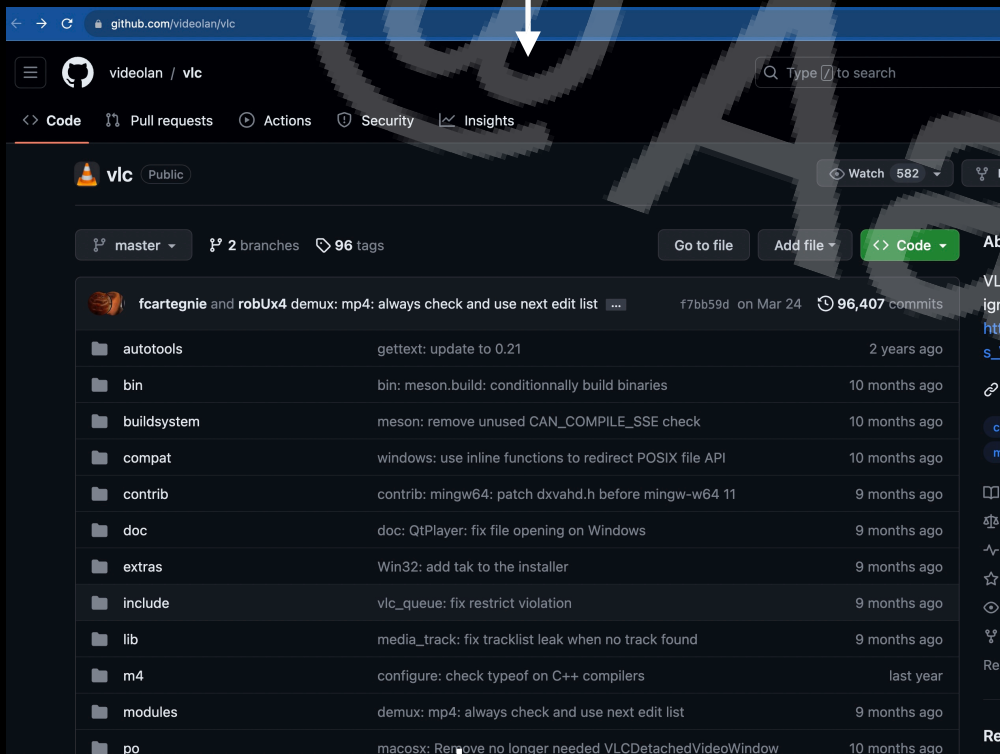 github.com/videolan/vlc
videolan / vlc
Type / to search
Code Pull requests Actions Security Insights
vlc Public
Watch 582
master 2 branches 96 tags Go to file Add file Code
fcartegnie and robUx4 demux: mp4: always check and use next edit list ... f7bb59d on Mar 24 96,407 commits
autotools gettext: update to 0.21 2 years ago
bin bin: meson.build: conditionnally build binaries 10 months ago
buildsystem meson: remove unused CAN_COMPILE_SSE check 10 months ago
compat windows: use inline functions to redirect POSIX file API 10 months ago
contrib contrib: mingw64: patch dxvahd.h before mingw-w64 11 9 months ago
doc doc: QtPlayer: fix file opening on Windows 9 months ago
extras Win32: add tak to the installer 9 months ago
include vlc_queue: fix restrict violation 9 months ago
lib media_track: fix tracklist leak when no track found 9 months ago
m4 configure: check typeof on C++ compilers last year
modules demux: mp4: always check and use next edit list 9 months ago
po macosx: Remove no longer needed VLCDetachedVideoWindow 10 months ago